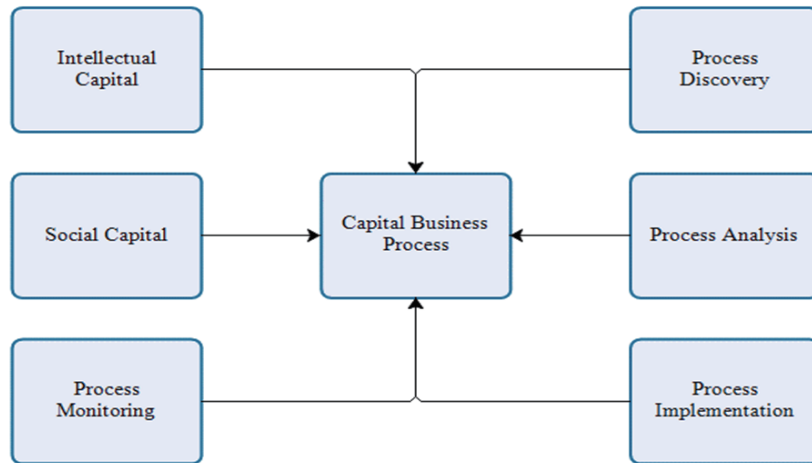 Intellectual
Capital
Process
Discovery
Social Capital
Capital Business
Process
Process Analysis
Process
Monitoring
Process
Implementation